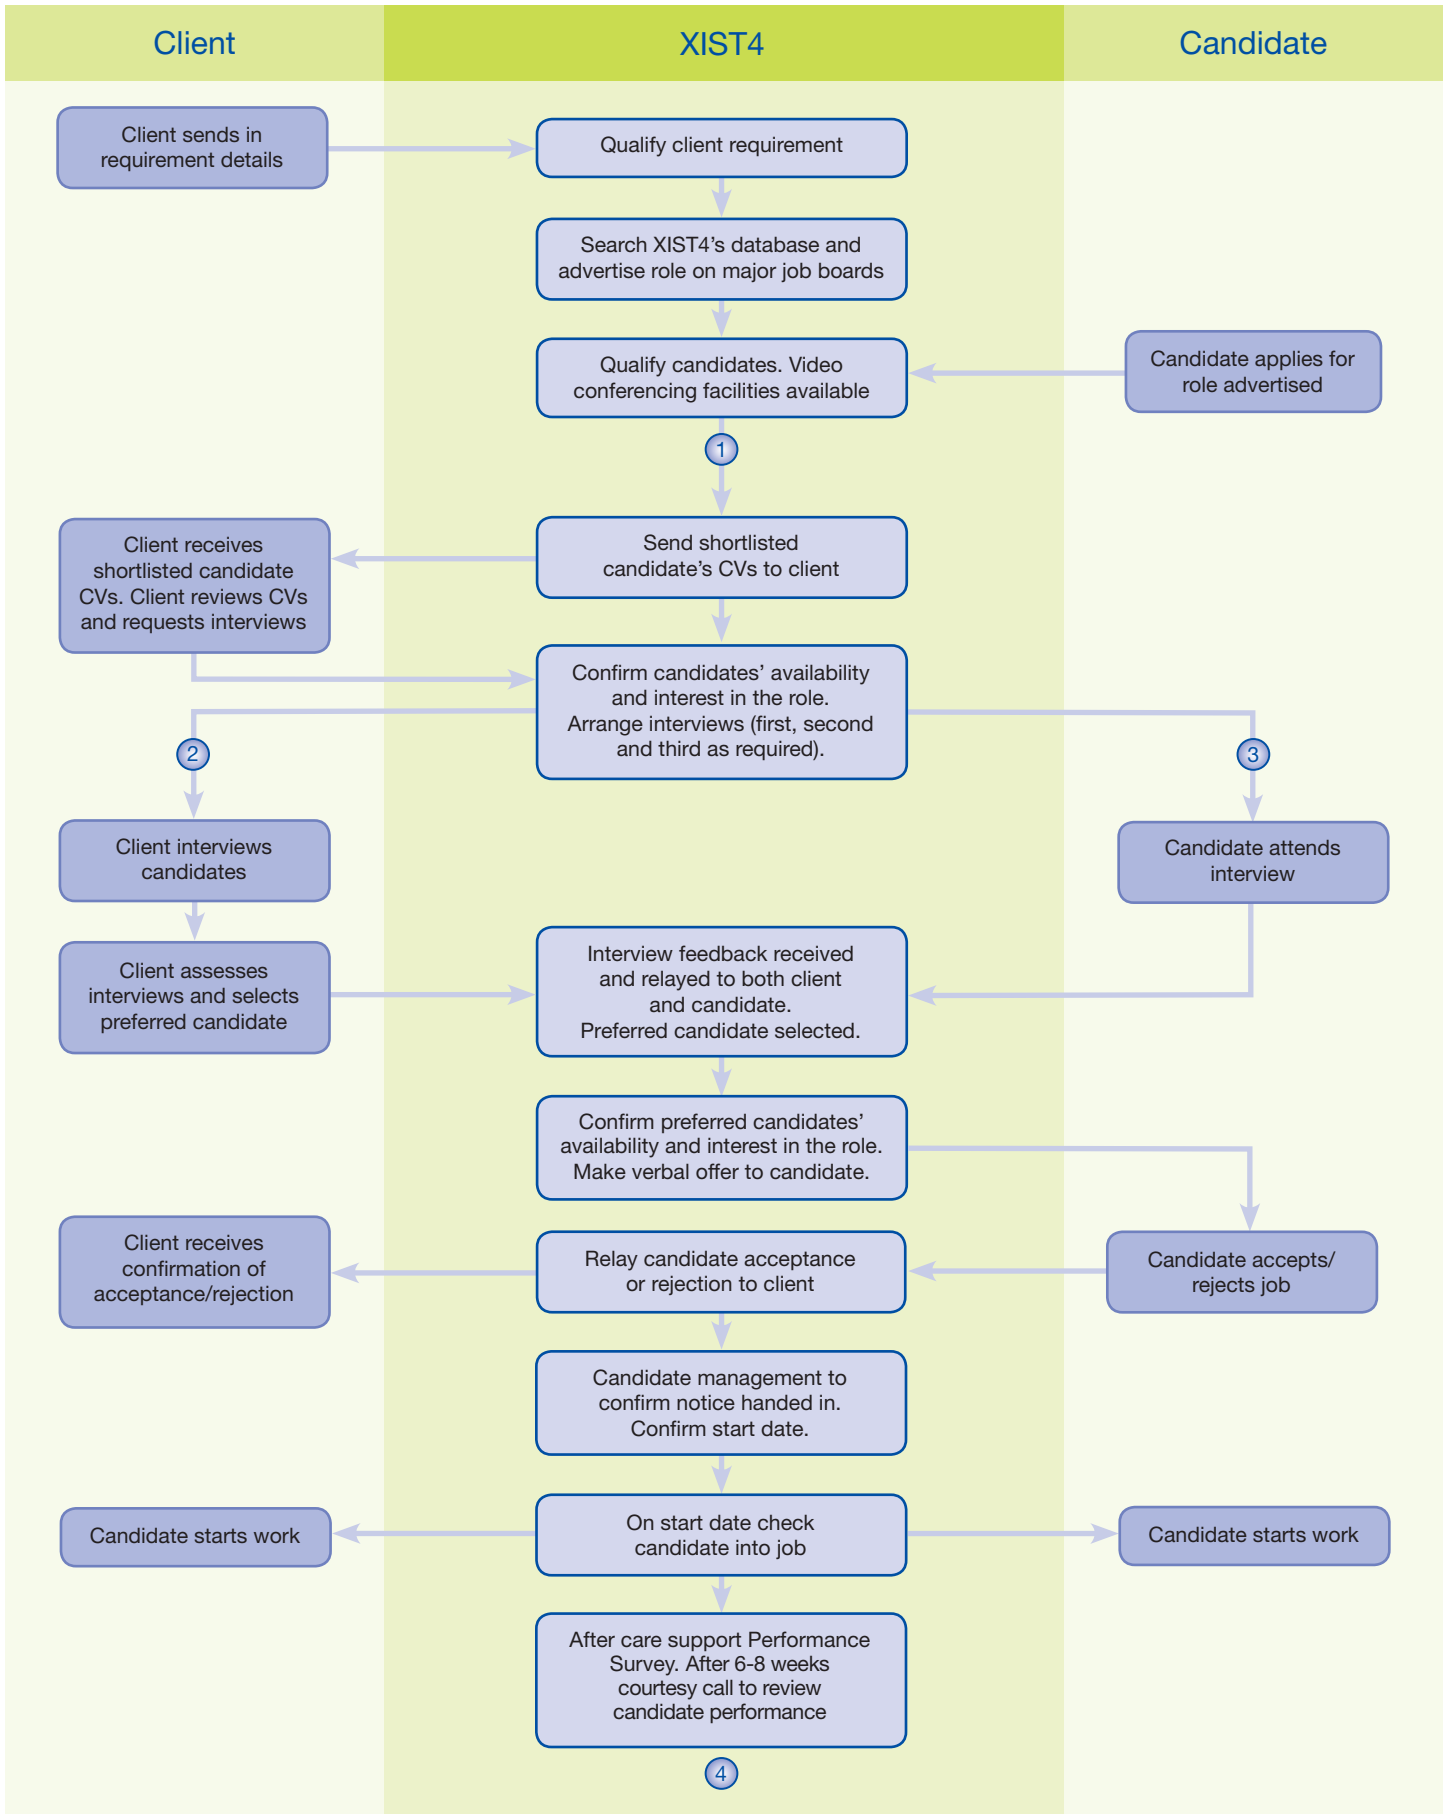 Client
XIST4
Candidate
Client sends in
requirement details
Qualify client requirement
Search XIST4’s database and
advertise role on major job boards
Qualify candidates. Video
conferencing facilities available
Candidate applies for
role advertised
1
Client receives
shortlisted candidate
CVs. Client reviews CVs
and requests interviews
Send shortlisted
candidate’s CVs to client
Confirm candidates’ availability
and interest in the role.
Arrange interviews (first, second
and third as required).
2
3
Client interviews
candidates
Candidate attends
interview
Client assesses
interviews and selects
preferred candidate
Interview feedback received
and relayed to both client
and candidate.
Preferred candidate selected.
Confirm preferred candidates’
availability and interest in the role.
Make verbal offer to candidate.
Client receives
confirmation of
acceptance/rejection
Relay candidate acceptance
or rejection to client
Candidate accepts/
rejects job
Candidate management to
confirm notice handed in.
Confirm start date.
Candidate starts work
On start date check
candidate into job
Candidate starts work
After care support Performance
Survey. After 6-8 weeks
courtesy call to review
candidate performance
4